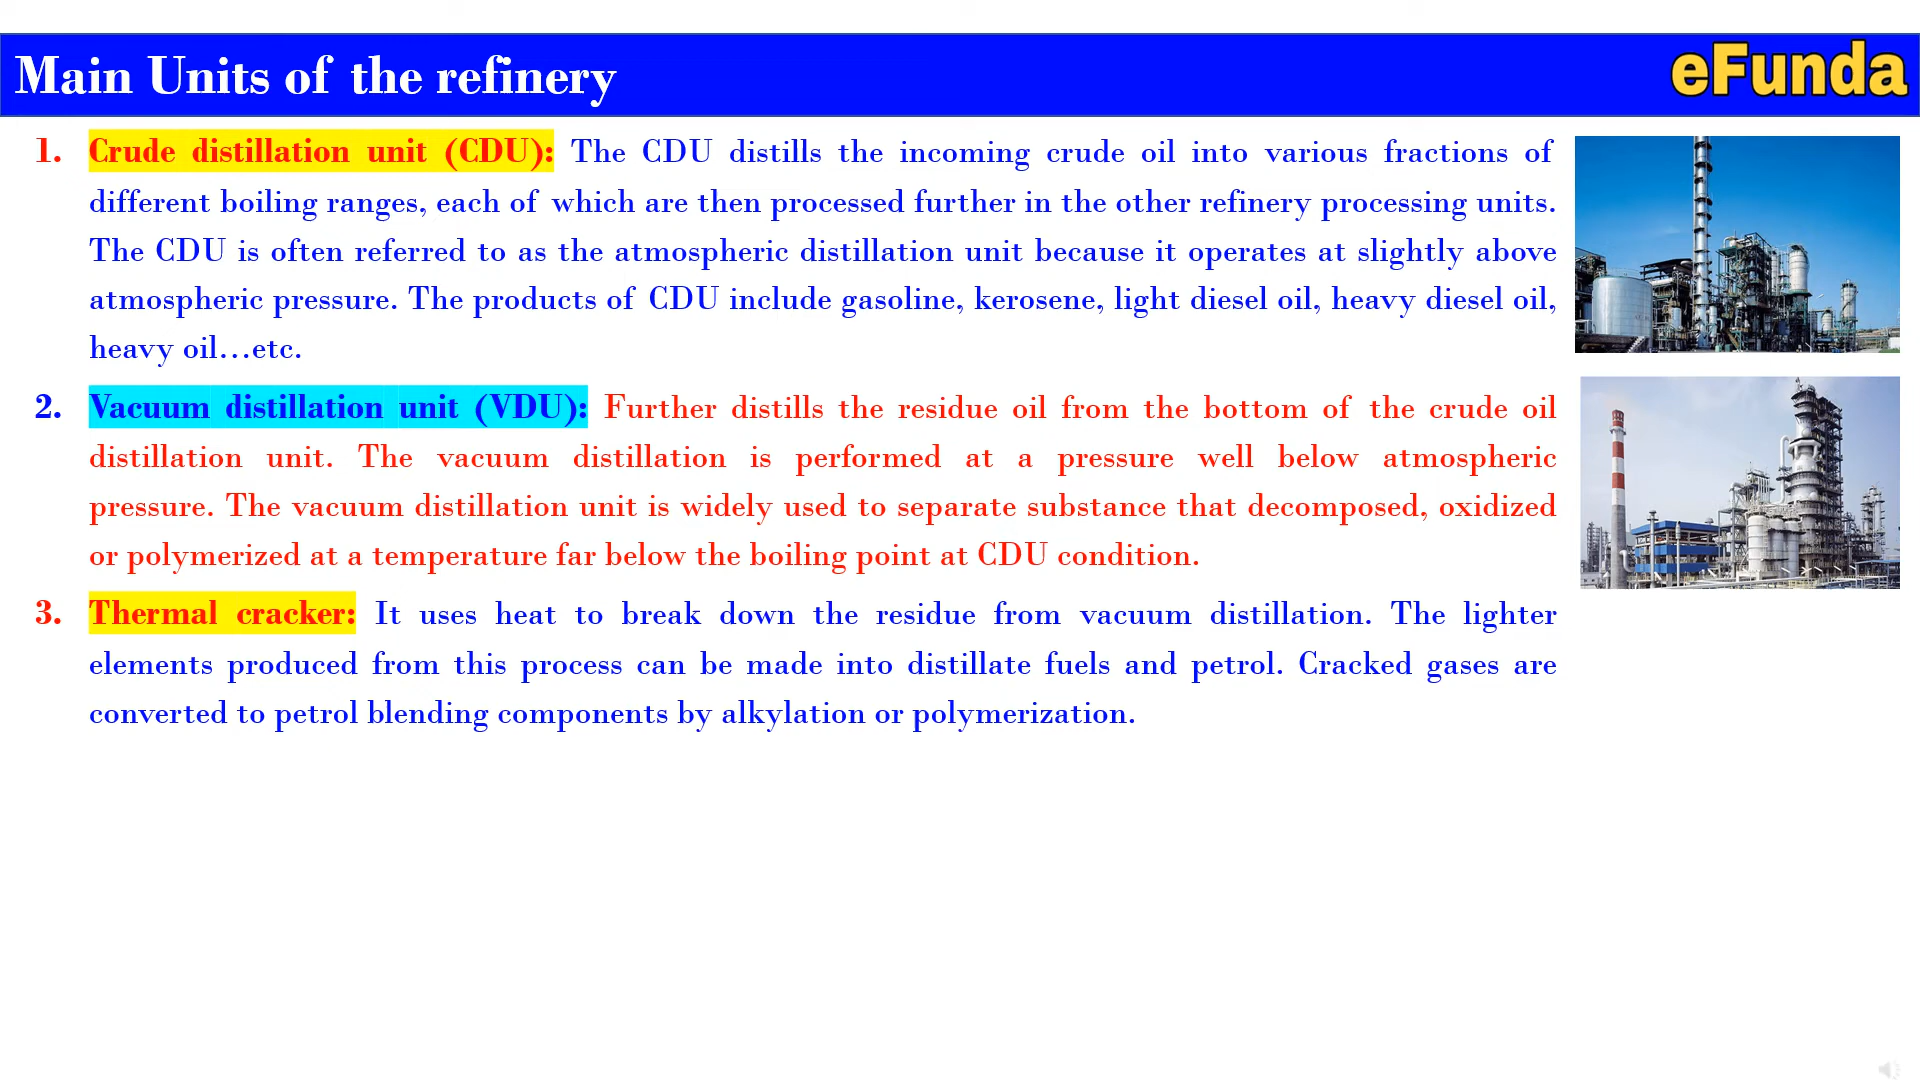 Main Units of the refinery
eFunda
1. Crude distillation unit (CDU): The CDU distills the incoming crude oil into various fractions of
different boiling ranges, each of which are then processed further in the other refinery processing units.
The CDU is often referred to as the atmospheric distillation unit because it operates at slightly above
atmospheric pressure. The products of CDU include gasoline, kerosene, light diesel oil, heavy diesel oil,
heavy oil…etc.
2. Vacuum distillation unit (VDU): Further distills the residue oil from the bottom of the crude oil
distillation unit. The vacuum distillation is performed at a pressure well below atmospheric
pressure. The vacuum distillation unit is widely used to separate substance that decomposed, oxidized
or polymerized at a temperature far below the boiling point at CDU condition.
3. Thermal cracker: It uses heat to break down the residue from vacuum distillation. The lighter
elements produced from this process can be made into distillate fuels and petrol. Cracked gases are
converted to petrol blending components by alkylation or polymerization.